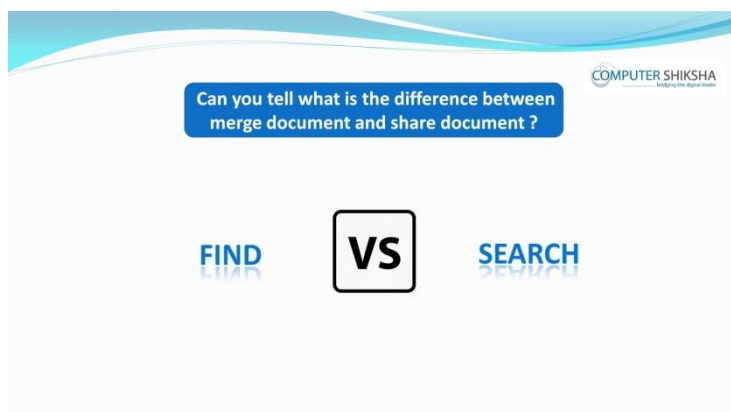 COMPUTER SHIKSHA
bridging the digital divide
Can you tell what is the difference between
merge document and share document ?
FIND VS SEARCH